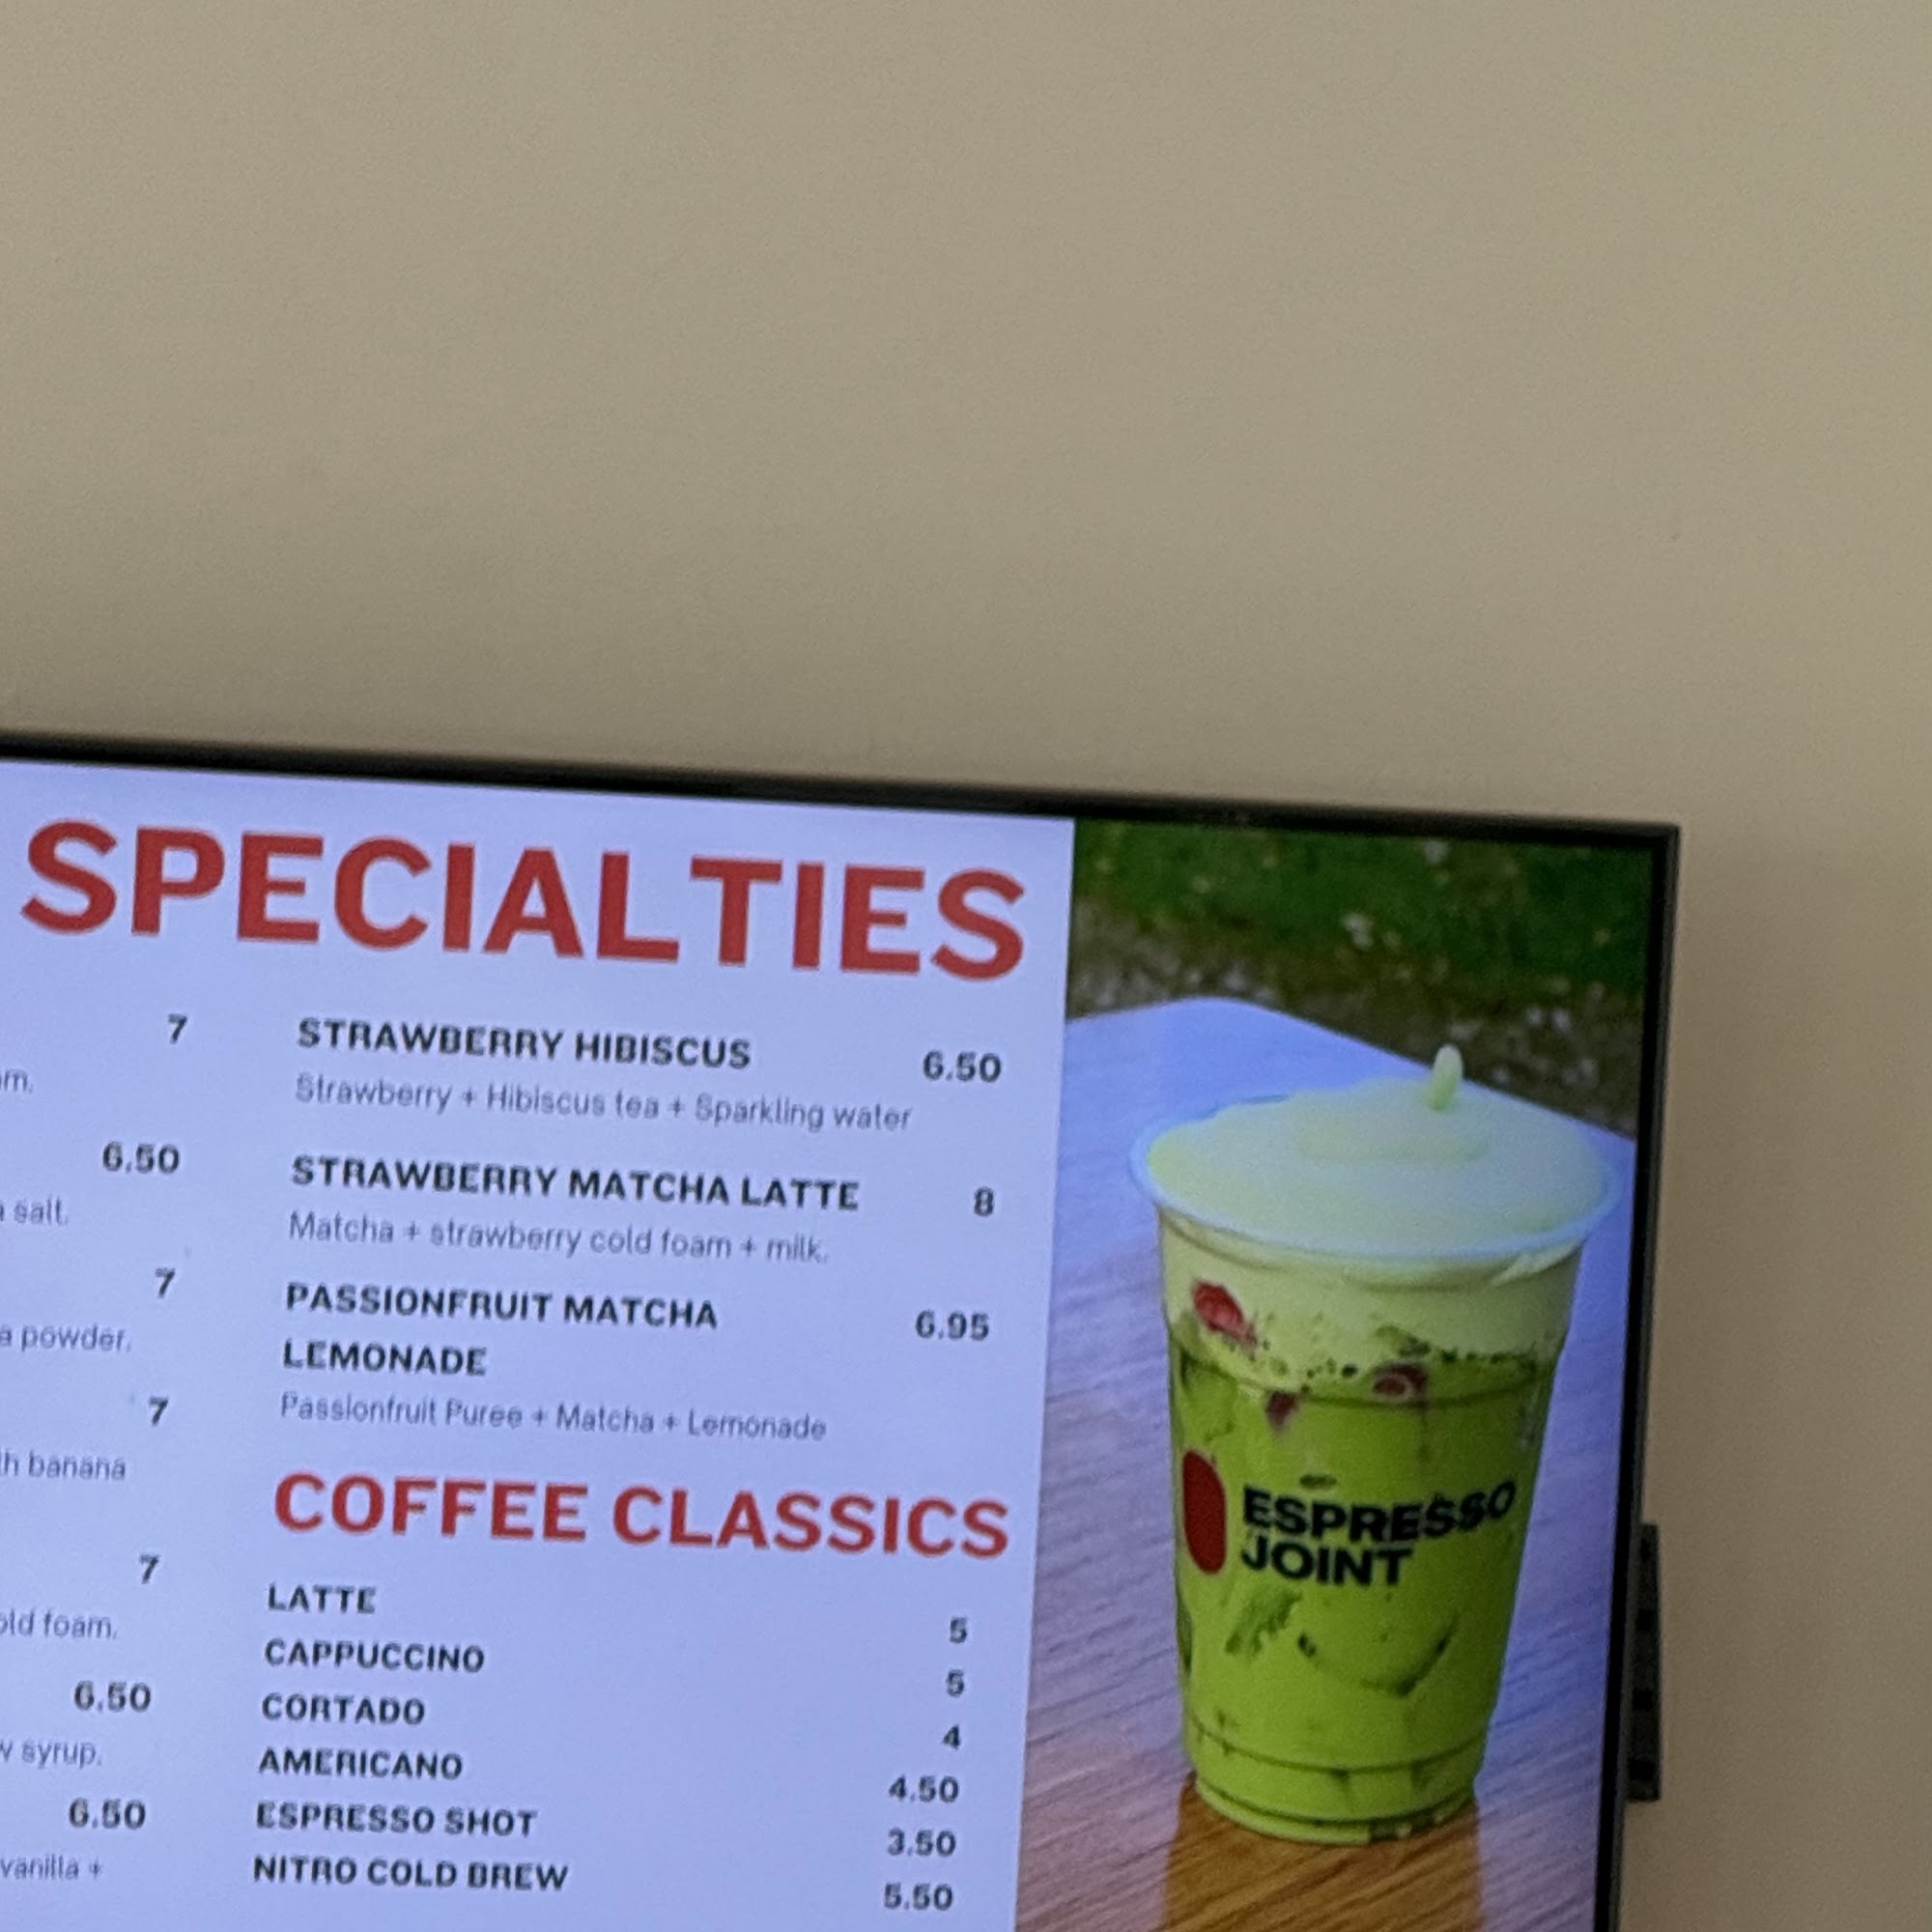 SPECIALTIES
7
6.50
salt.
7
powder.
7
banana
7
foam.
6.50
syrup.
6.50
vanilla +
STRAWBERRY HIBISCUS 6.50
Strawberry + Hibiscus tea + Sparkling water
STRAWBERRY MATCHA LATTE 8
Matcha + strawberry cold foam + milk.
PASSIONFRUIT MATCHA 6.95
LEMONADE
Passionfruit Puree + Matcha + Lemonade
COFFEE CLASSICS
LATTE 5
CAPPUCCINO 5
CORTADO 4
AMERICANO 4.50
ESPRESSO SHOT 3.50
NITRO COLD BREW 5.50
ESPRESSO
JOINT